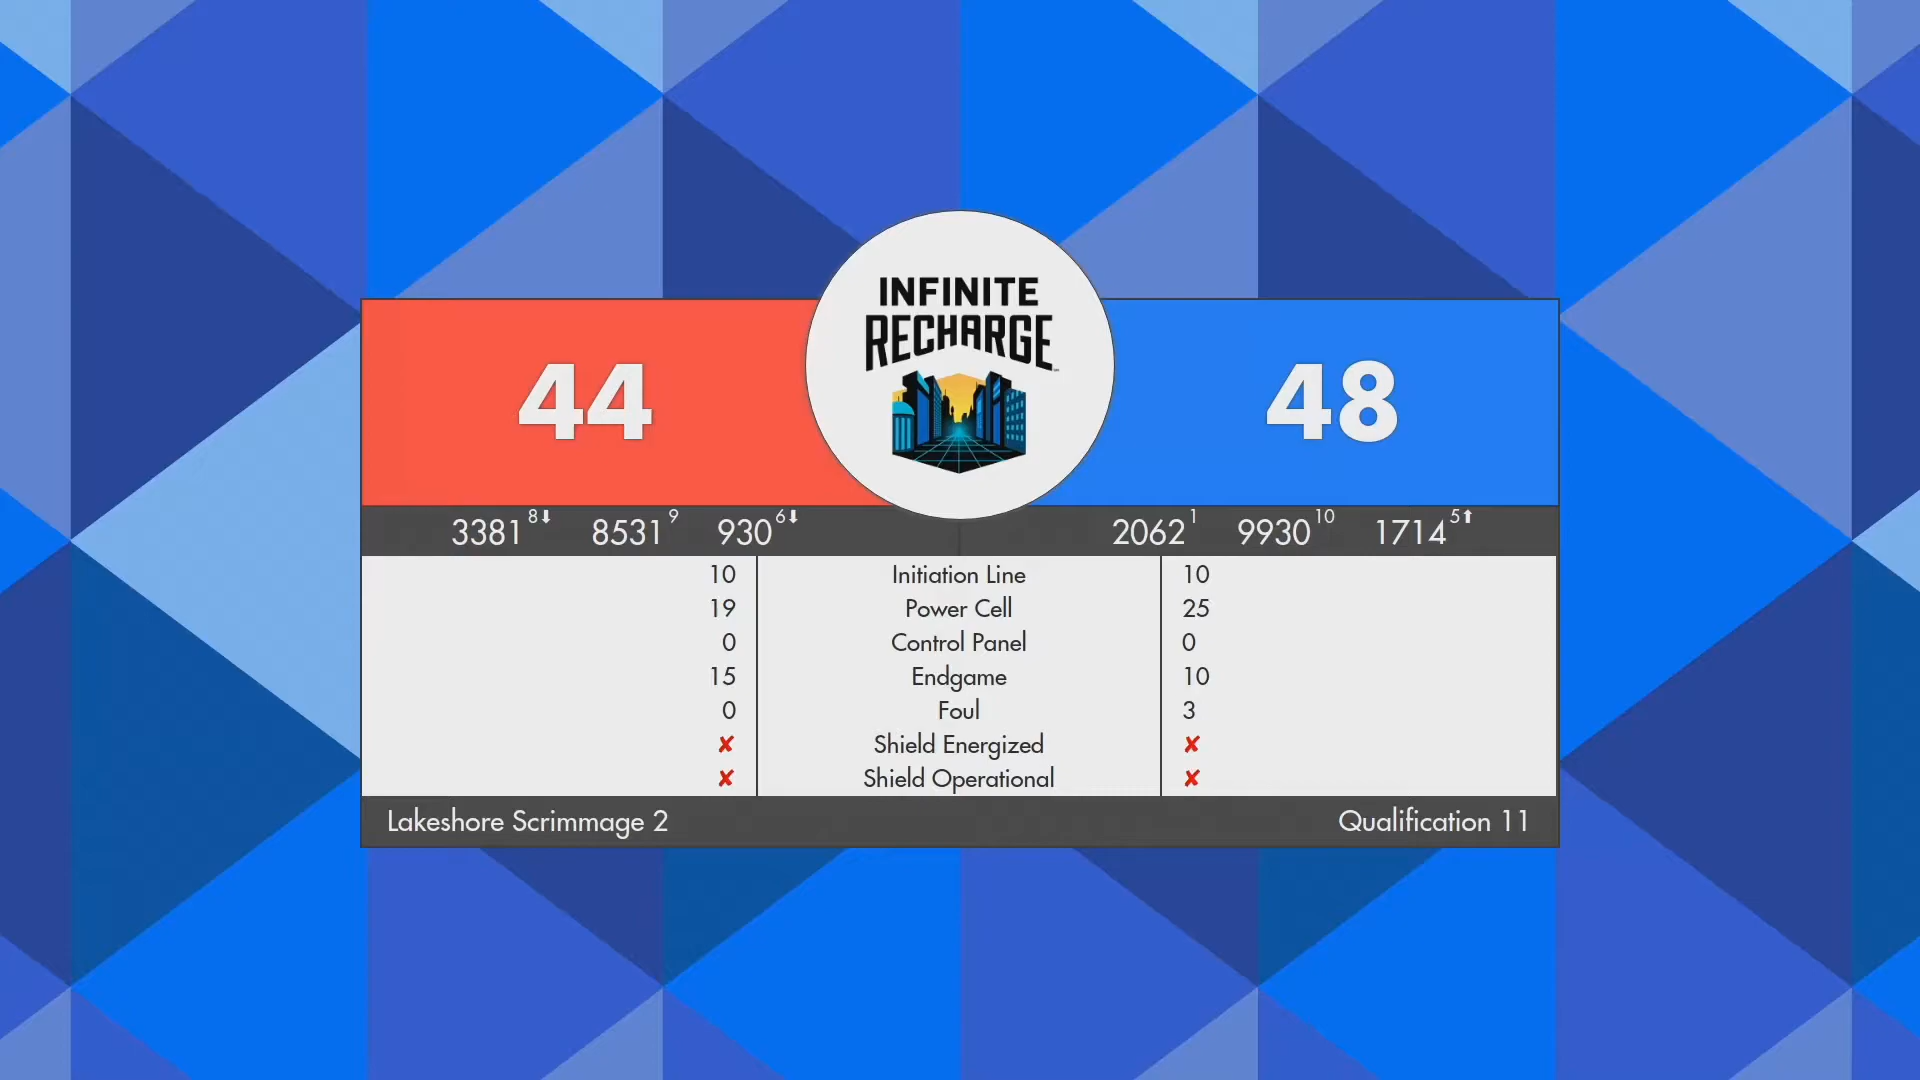 INFINITE
RECHARGE
44 48
3381 8⬇ 8531 9 930 6⬇ 2062 1 9930 10 1714 5⬆
10 Initiation Line 10
19 Power Cell 25
0 Control Panel 0
15 Endgame 10
0 Foul 3
✘ Shield Energized ✘
✘ Shield Operational ✘
Lakeshore Scrimmage 2 Qualification 11